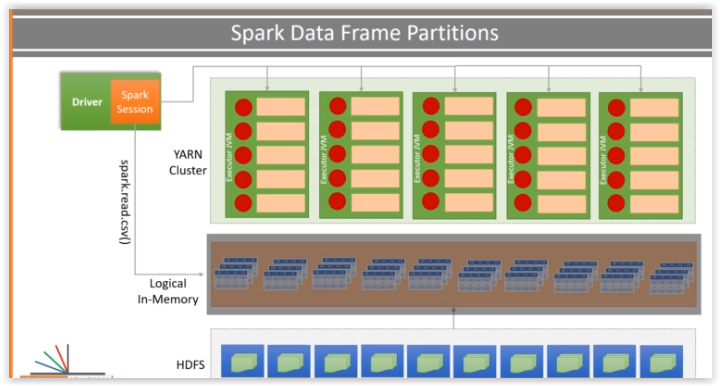 Spark Data Frame Partitions
Driver
Spark
Session
spark.read.csv()
YARN
Cluster
Executor JVM
Executor JVM
Executor JVM
Executor JVM
Executor JVM
Logical
In-Memory
HDFS